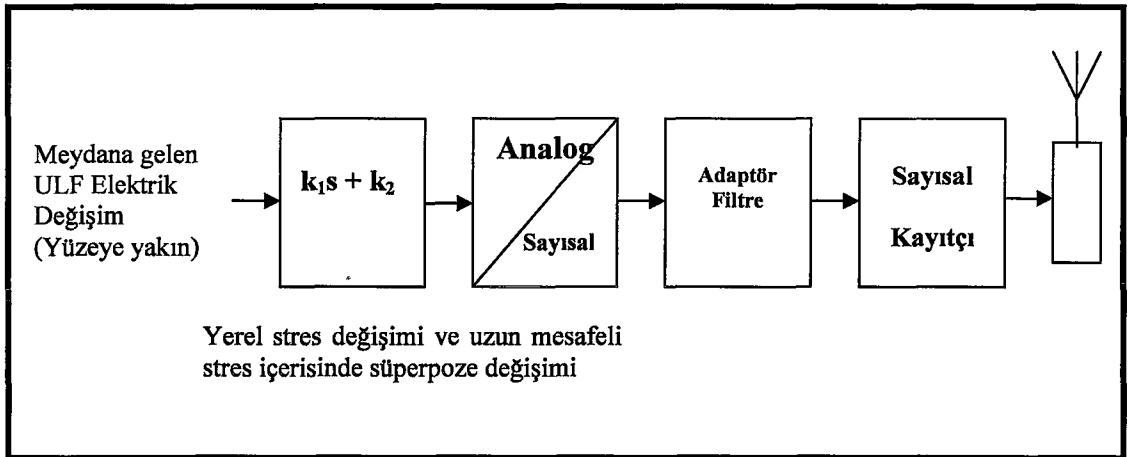 Meydana gelen
ULF Elektrik
Değişim
(Yüzeye yakın)
k₁s + k₂
Analog
Sayısal
Adaptör
Filtre
Sayısal
Kayıtçı
Yerel stres değişimi ve uzun mesafeli
stres içerisinde süperpoze değişimi